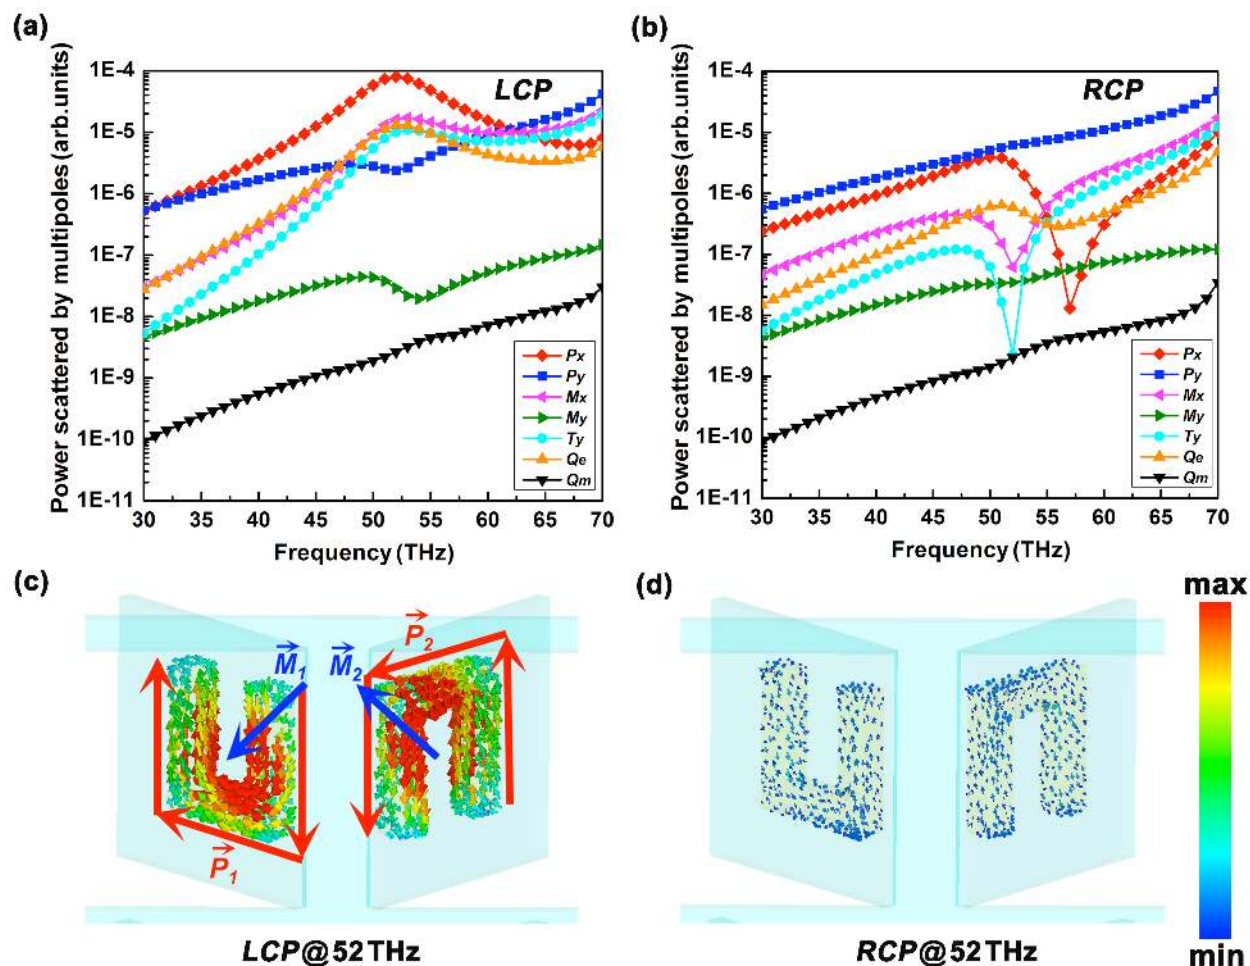 (a)
Power scattered by multipoles (arb.units)
1E-4
1E-5
1E-6
1E-7
1E-8
1E-9
1E-10
1E-11
LCP
Px
Py
Mx
My
Ty
Qe
Qm
30 35 40 45 50 55 60 65 70
Frequency (THz)
(b)
Power scattered by multipoles (arb.units)
1E-4
1E-5
1E-6
1E-7
1E-8
1E-9
1E-10
1E-11
RCP
Px
Py
Mx
My
Ty
Qe
Qm
30 35 40 45 50 55 60 65 70
Frequency (THz)
(c)
M1
M2
P2
P1
LCP@52THz
(d)
RCP@52THz
max
min